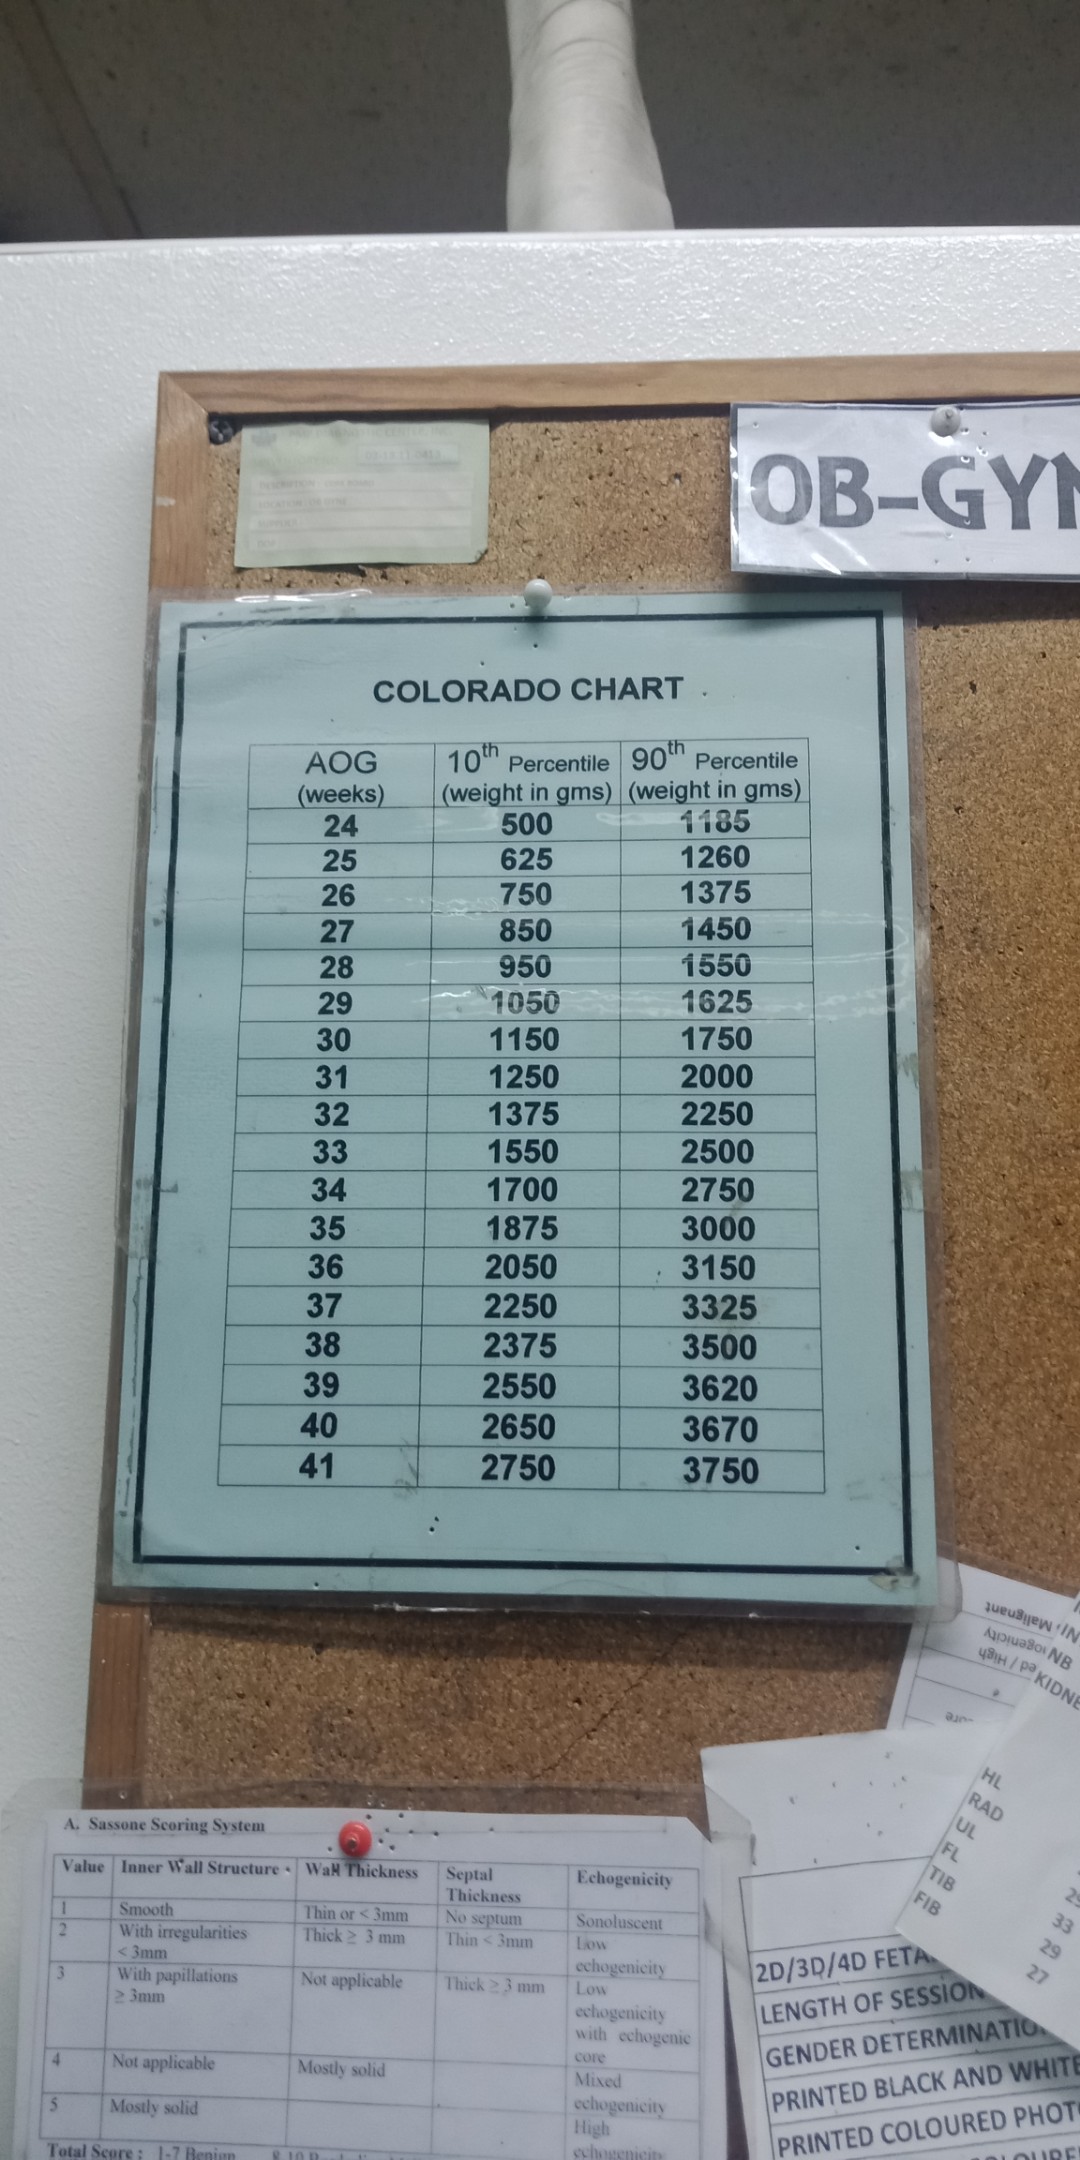 OB-GYN
COLORADO CHART
AOG (weeks) 10th Percentile (weight in gms) 90th Percentile (weight in gms)
24 500 1185
25 625 1260
26 750 1375
27 850 1450
28 950 1550
29 1050 1625
30 1150 1750
31 1250 2000
32 1375 2250
33 1550 2500
34 1700 2750
35 1875 3000
36 2050 3150
37 2250 3325
38 2375 3500
39 2550 3620
40 2650 3670
41 2750 3750
Malignant
ed / High
KIDNE
HL
RAD
UL
FL
TIB
FIB
33
29
27
A. Sassone Scoring System
Value Inner Wall Structure Wall Thickness Septal Thickness Echogenicity
1 Smooth Thin or < 3mm No septum Sonoluscent
2 With irregularities < 3mm Thick ≥ 3 mm Thin < 3mm Low echogenicity
3 With papillations ≥ 3mm Not applicable Thick ≥ 3 mm Low echogenicity with echogenic core
4 Not applicable Mostly solid Mixed echogenicity
5 Mostly solid High echogenicity
Total Score : 1-7 Benign
2D/3D/4D FETA
LENGTH OF SESSION
GENDER DETERMINATIO
PRINTED BLACK AND WHITE
PRINTED COLOURED PHOT